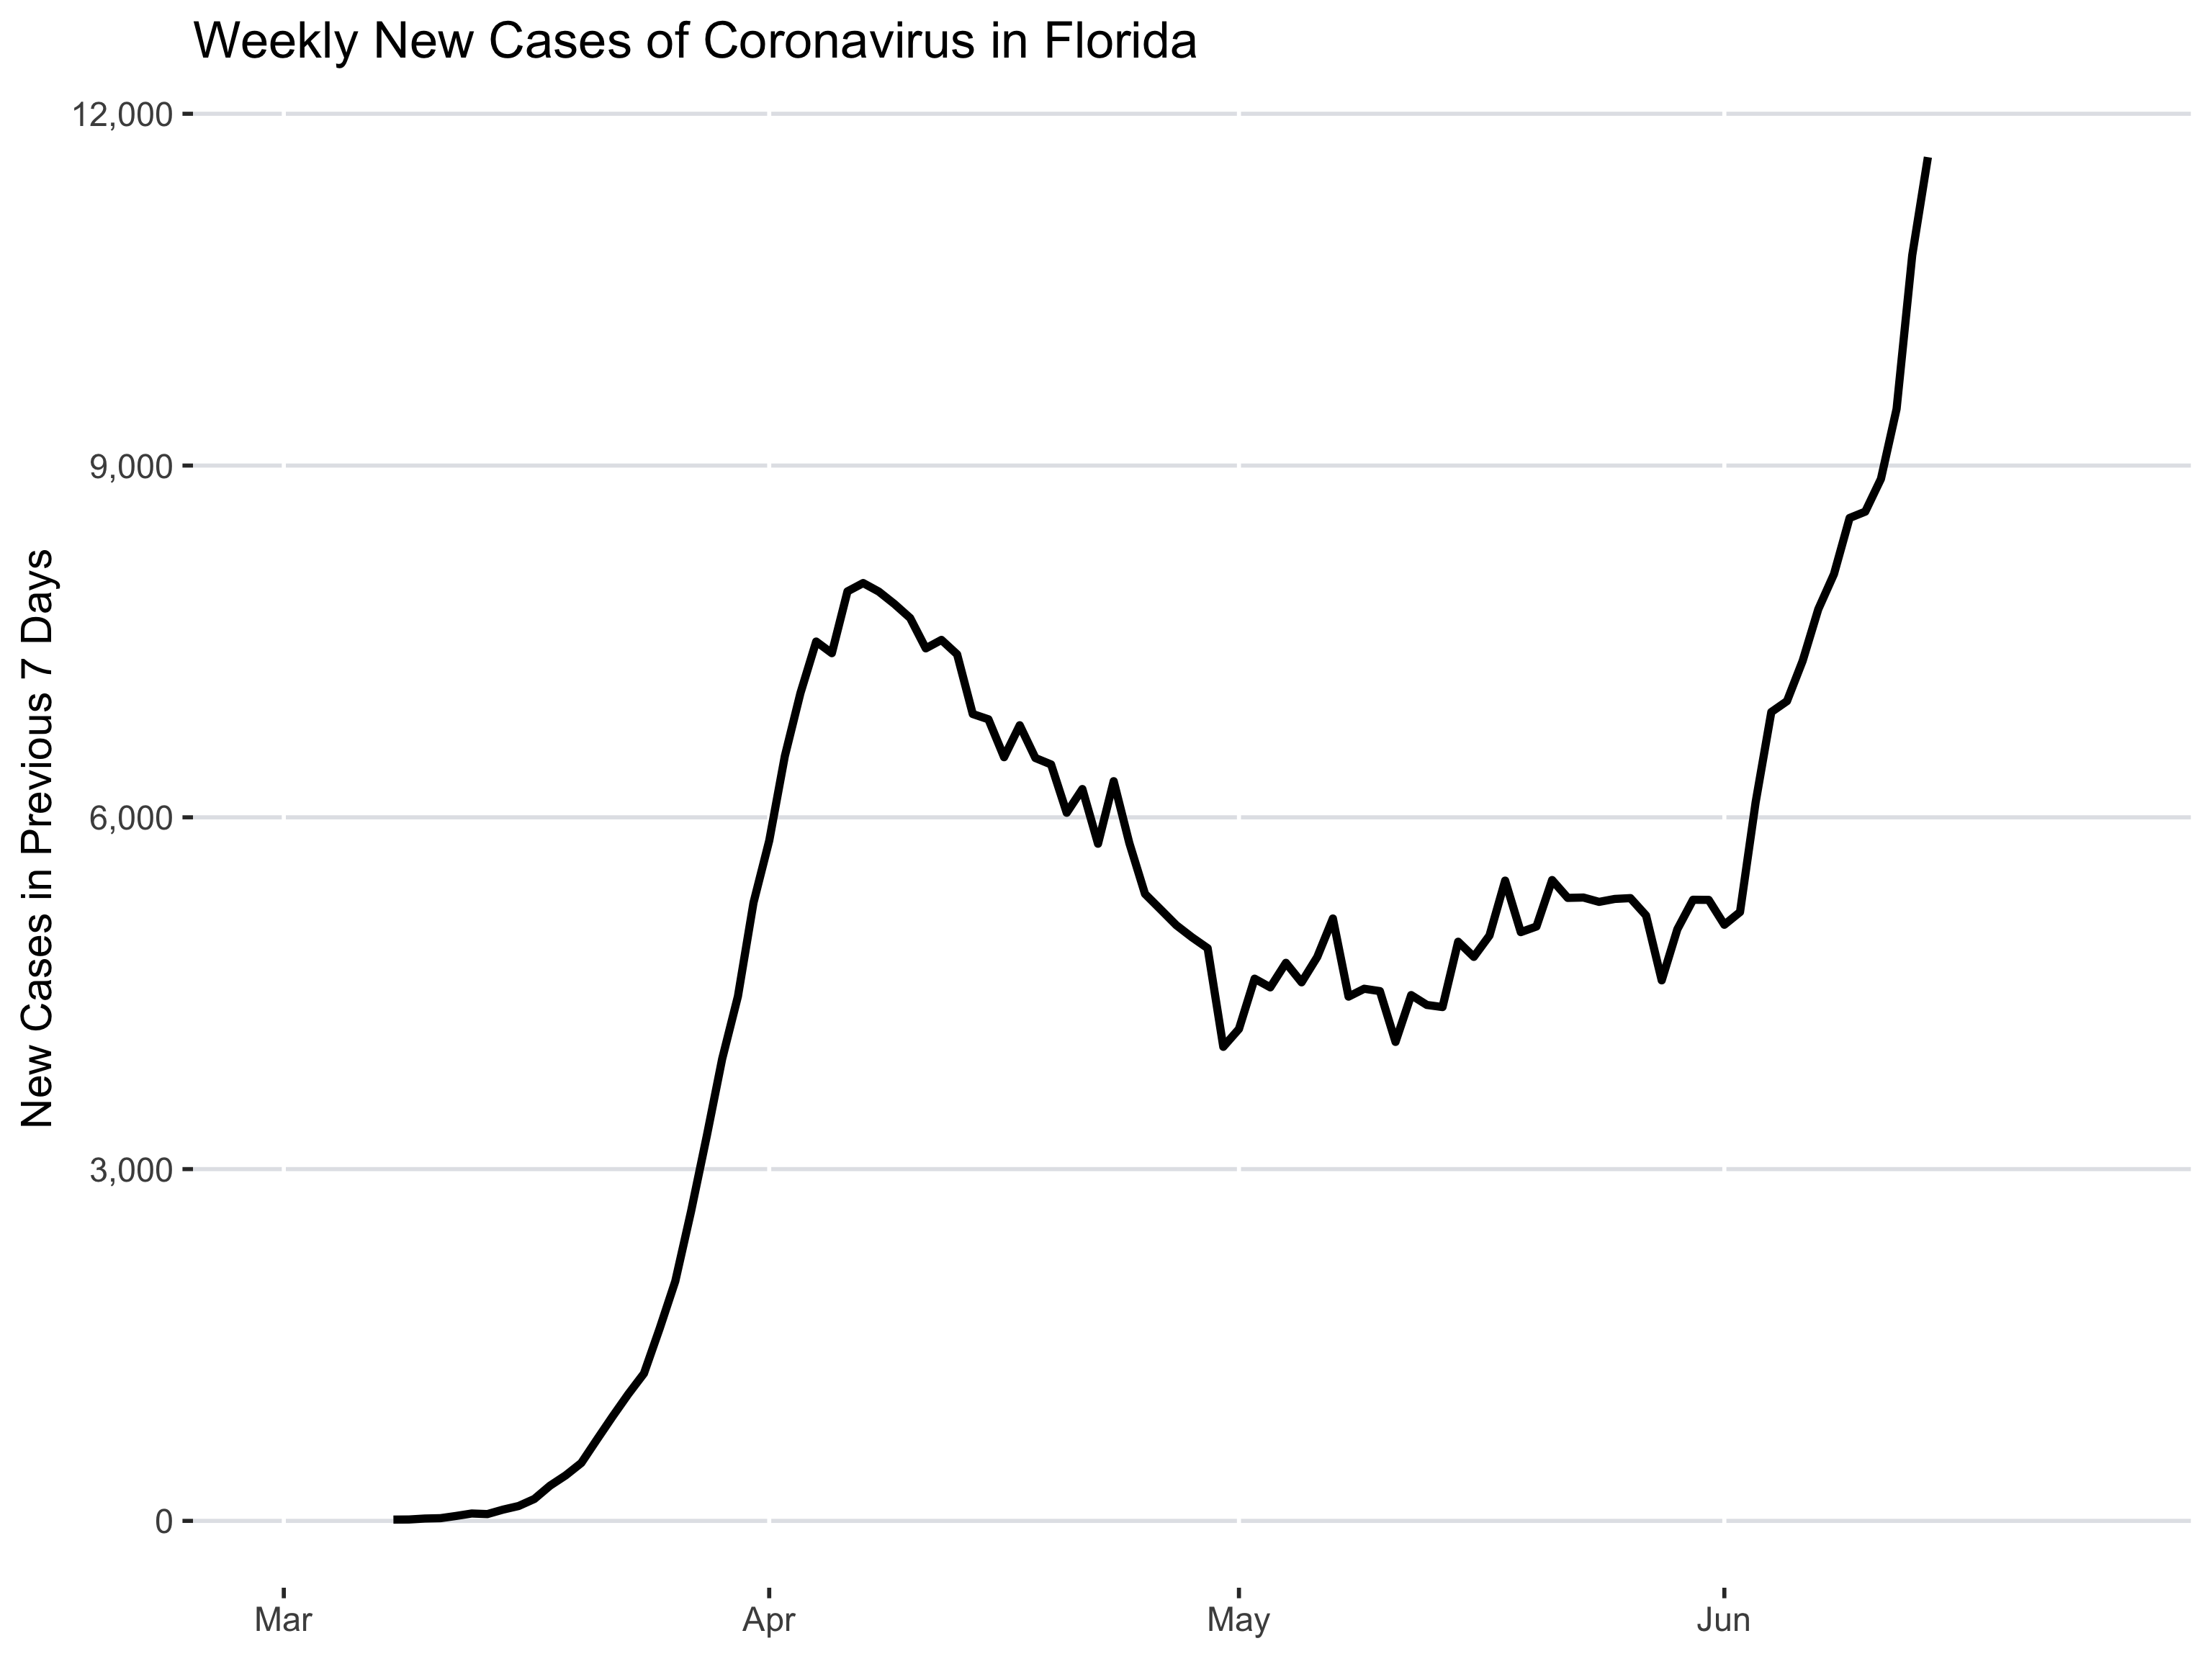 Weekly New Cases of Coronavirus in Florida
New Cases in Previous 7 Days
12,000
9,000
6,000
3,000
0
Mar
Apr
May
Jun